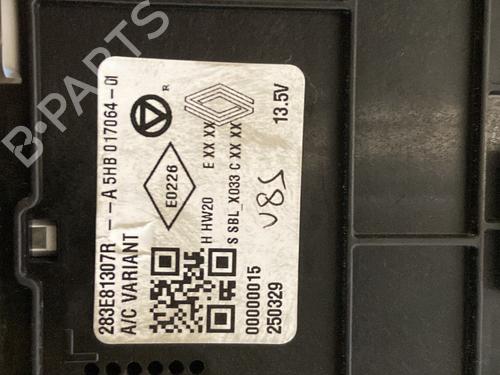 283E81307R -- A 5HB 017064-01
A/C VARIANT
E0226
R
H HW20 E XX XX
S SBL_X033 C XX XX
00000015
250329 13.5V
V85
B-PARTS